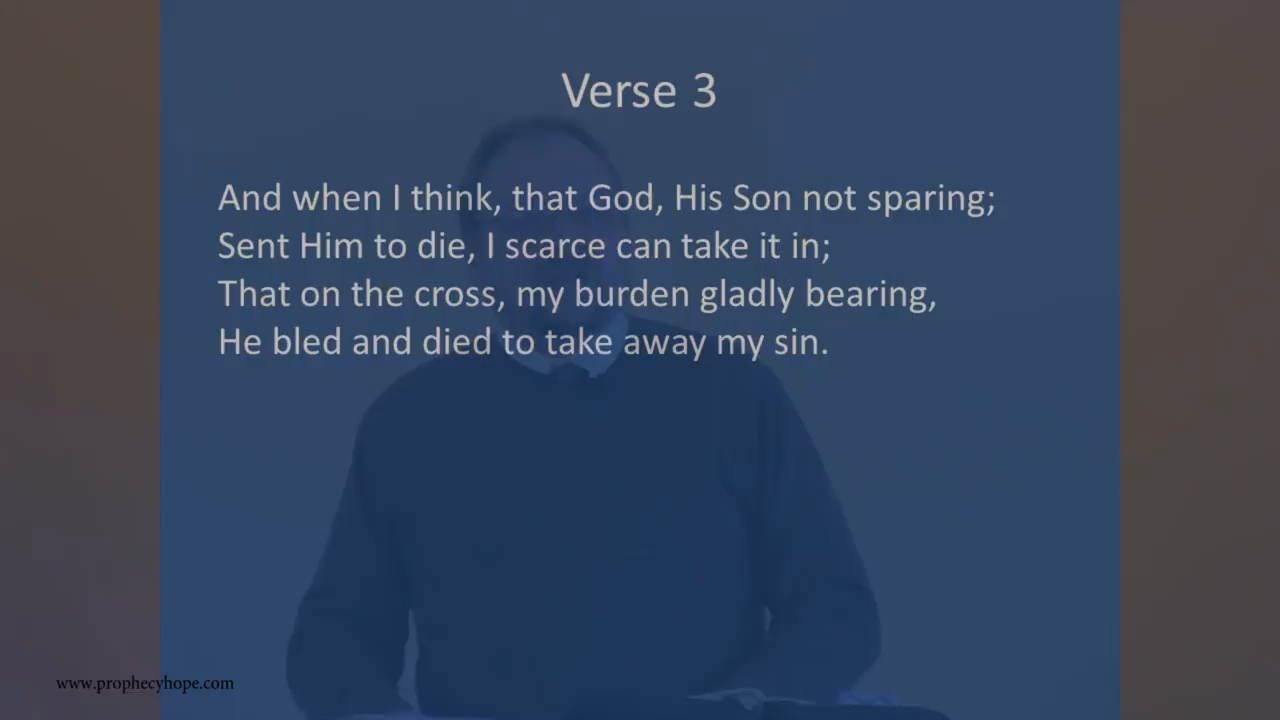 Verse 3
And when I think, that God, His Son not sparing;
Sent Him to die, I scarce can take it in;
That on the cross, my burden gladly bearing,
He bled and died to take away my sin.
www.prophecyhope.com